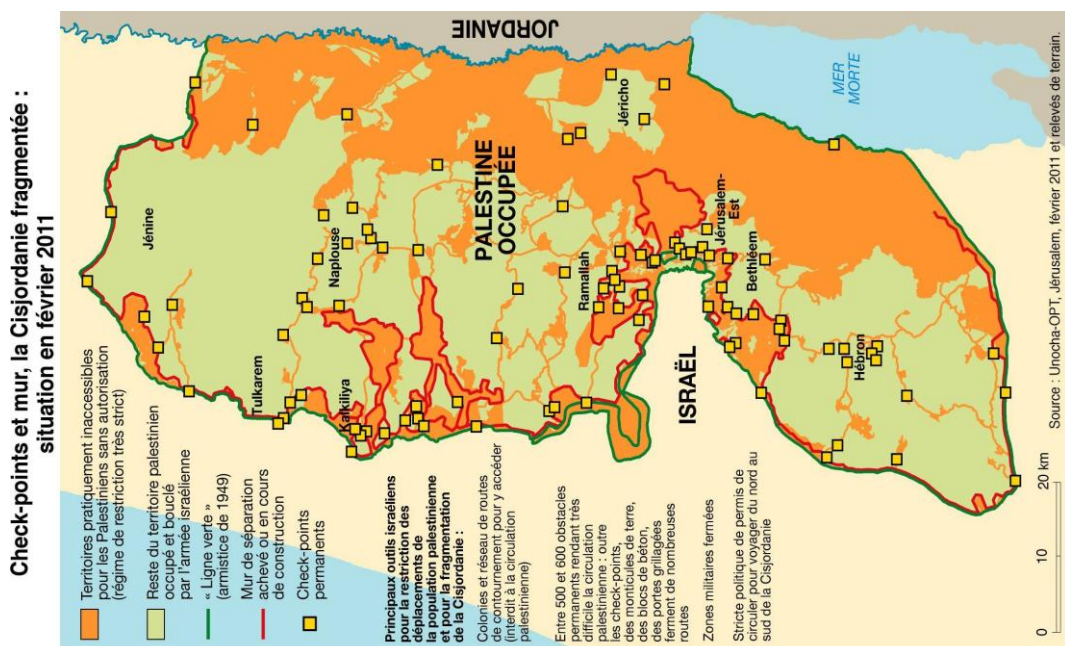 Check-points et mur, la Cisjordanie fragmentée :
situation en février 2011
Territoires pratiquement inaccessibles
pour les Palestiniens sans autorisation
(régime de restriction très strict)
Reste du territoire palestinien
occupé et bouclé
par l'armée israélienne
« Ligne verte »
(armistice de 1949)
Mur de séparation
achevé ou en cours
de construction
Check-points
permanents
Principaux outils israéliens
pour la restriction des
déplacements de
la population palestinienne
et pour la fragmentation
de la Cisjordanie :
Colonies et réseau de routes
de contournement pour y accéder
(interdit à la circulation
palestinienne)
Entre 500 et 600 obstacles
permanents rendant très
difficile la circulation
palestinienne : outre
les check-points,
des monticules de terre,
des blocs de béton,
des portes grillagées
ferment de nombreuses
routes
Zones militaires fermées
Stricte politique de permis de
circuler pour voyager du nord au
sud de la Cisjordanie
0 10 20 km
Jénine
Tulkarem
Naplouse
Kalkiliya
PALESTINE
OCCUPÉE
JORDANIE
Ramallah
Jéricho
Jérusalem-
Est
ISRAËL
Bethléem
Hébron
MER
MORTE
Source : Unocha-OPT, Jérusalem, février 2011 et relevés de terrain.